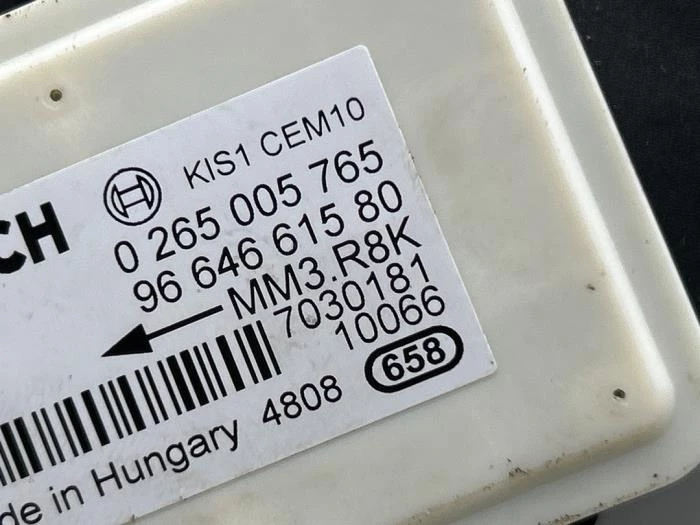 KIS1 CEM10
CH
0 265 005 765
96 646 615 80
MM3.R8K
7030181
10066
658
de in Hungary 4808